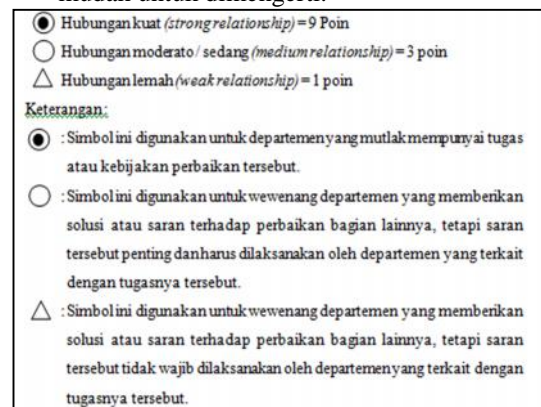 mudah untuk dimengerti.
Hubungan kuat (strong relationship) = 9 Poin
Hubungan moderato / sedang (medium relationship) = 3 poin
Hubungan lemah (weak relationship) = 1 poin
Keterangan:
: Simbol ini digunakan untuk departemen yang mutlak mempunyai tugas
atau kebijakan perbaikan tersebut.
: Simbol ini digunakan untuk wewenang departemen yang memberikan
solusi atau saran terhadap perbaikan bagian lainnya, tetapi saran
tersebut penting dan harus dilaksanakan oleh departemen yang terkait
dengan tugasnya tersebut.
: Simbol ini digunakan untuk wewenang departemen yang memberikan
solusi atau saran terhadap perbaikan bagian lainnya, tetapi saran
tersebut tidak wajib dilaksanakan oleh departemen yang terkait dengan
tugasnya tersebut.